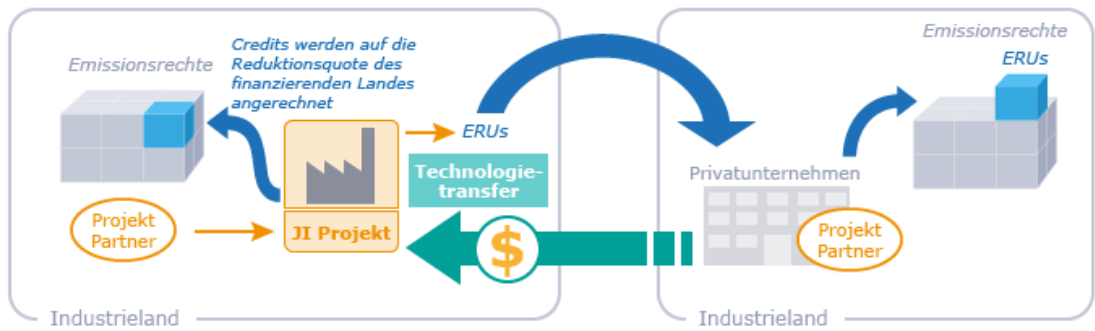 Emissionsrechte
Credits werden auf die
Reduktionsquote des
finanzierenden Landes
angerechnet
ERUs
Technologie-
transfer
Projekt
Partner
JI Projekt
$
Industrieland
Emissionsrechte
ERUs
Privatunternehmen
Projekt
Partner
Industrieland